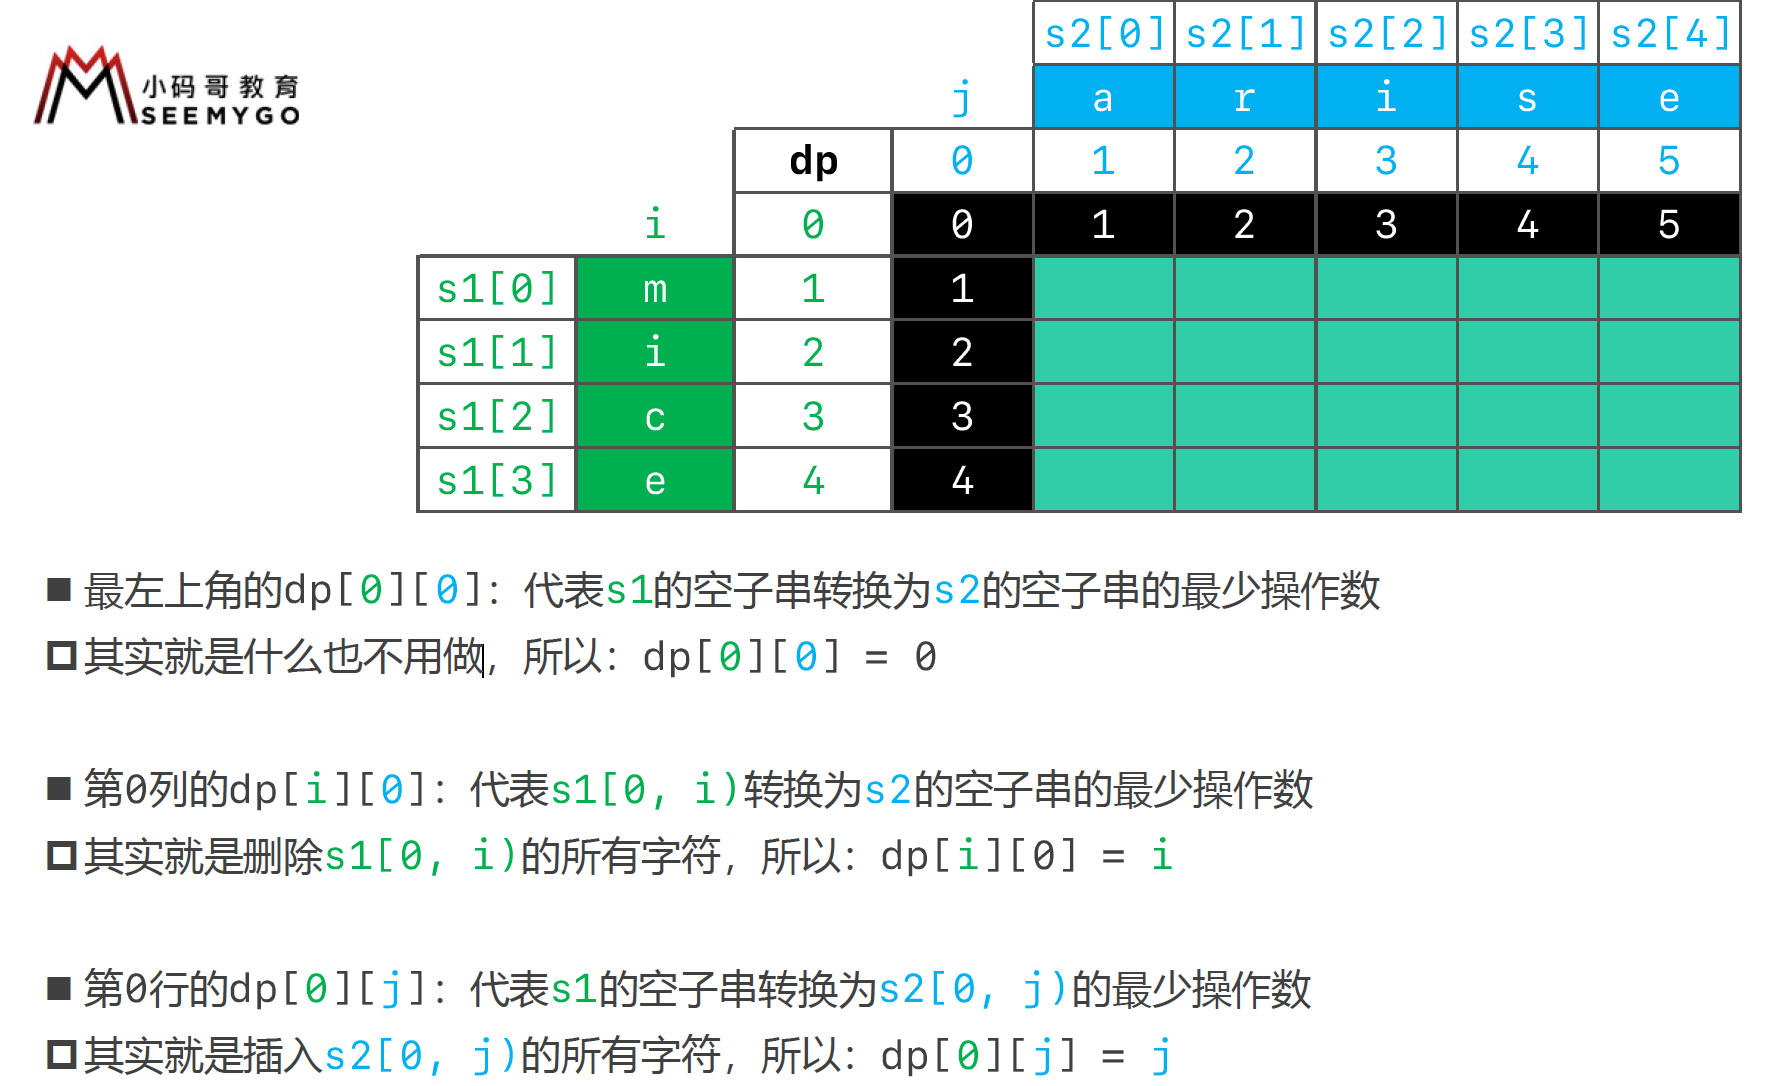 s2[0] s2[1] s2[2] s2[3] s2[4]
小码哥教育
SEEMYGO
j a r i s e
dp 0 1 2 3 4 5
i 0 0 1 2 3 4 5
s1[0] m 1 1
s1[1] i 2 2
s1[2] c 3 3
s1[3] e 4 4
最左上角的dp[0][0]：代表s1的空子串转换为s2的空子串的最少操作数
其实就是什么也不用做，所以：dp[0][0] = 0
第0列的dp[i][0]：代表s1[0, i)转换为s2的空子串的最少操作数
其实就是删除s1[0, i)的所有字符，所以：dp[i][0] = i
第0行的dp[0][j]：代表s1的空子串转换为s2[0, j)的最少操作数
其实就是插入s2[0, j)的所有字符，所以：dp[0][j] = j